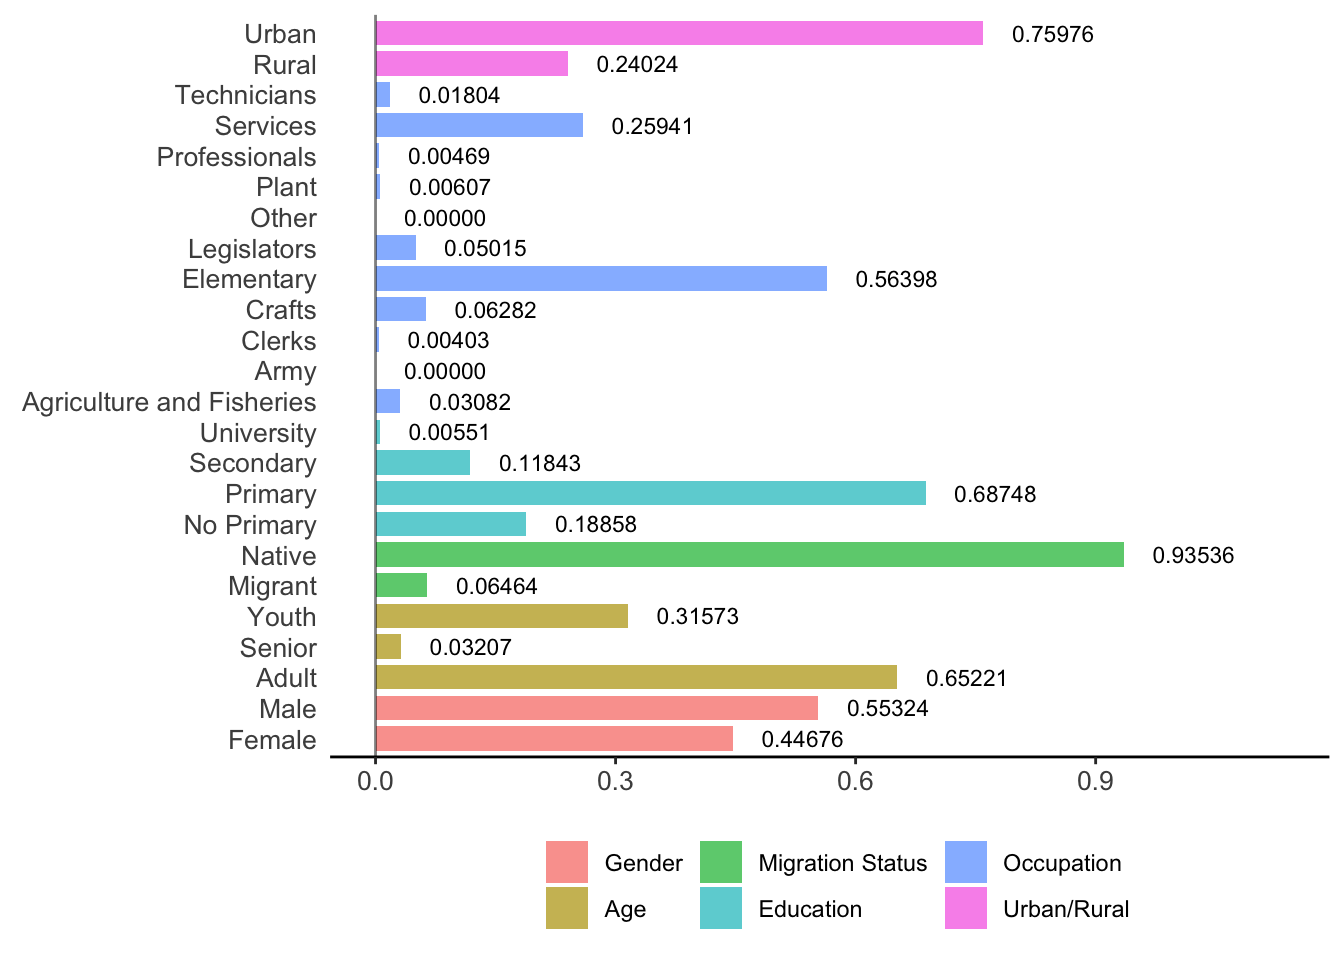 Urban 0.75976
Rural 0.24024
Technicians 0.01804
Services 0.25941
Professionals 0.00469
Plant 0.00607
Other 0.00000
Legislators 0.05015
Elementary 0.56398
Crafts 0.06282
Clerks 0.00403
Army 0.00000
Agriculture and Fisheries 0.03082
University 0.00551
Secondary 0.11843
Primary 0.68748
No Primary 0.18858
Native 0.93536
Migrant 0.06464
Youth 0.31573
Senior 0.03207
Adult 0.65221
Male 0.55324
Female 0.44676
0.0 0.3 0.6 0.9
Gender Migration Status Occupation
Age Education Urban/Rural